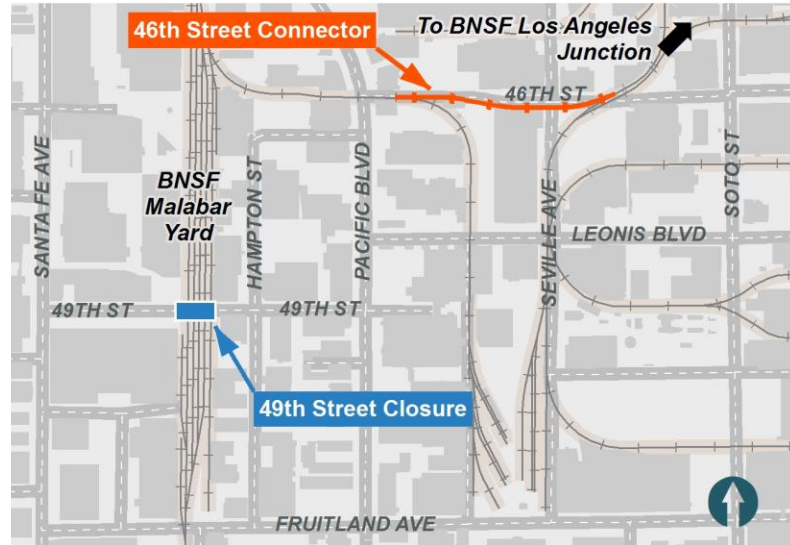 46th Street Connector
To BNSF Los Angeles
Junction
46TH ST
SANTA FE AVE
BNSF
Malabar
Yard
HAMPTON ST
PACIFIC BLVD
SEVILLE AVE
SOTO ST
LEONIS BLVD
49TH ST
49TH ST
49th Street Closure
FRUITLAND AVE